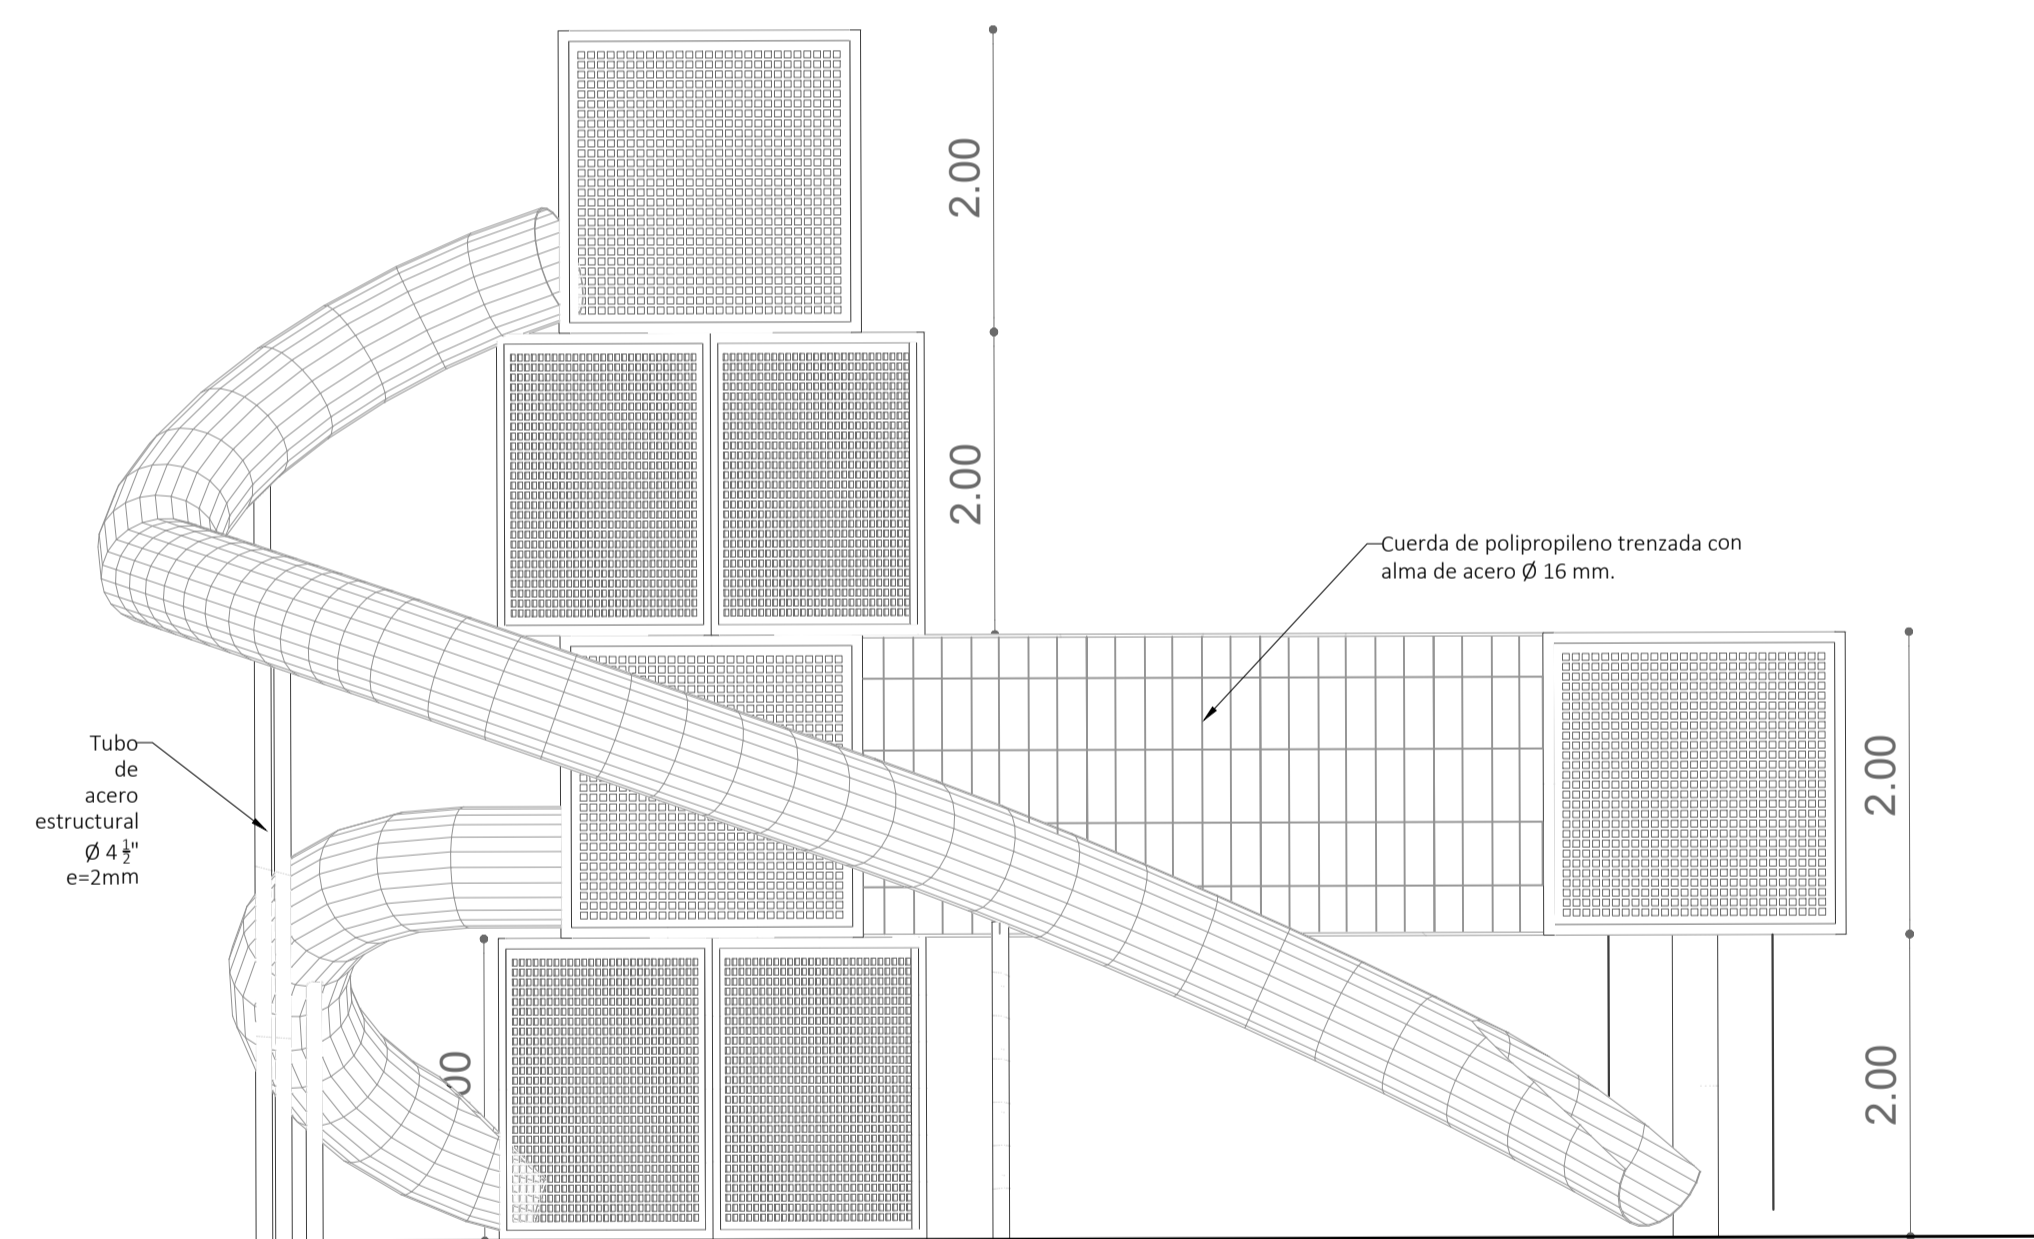 2.00
2.00
Cuerda de polipropileno trenzada con
alma de acero Ø 16 mm.
Tubo
de
acero
estructural
Ø 4 ½"
e=2mm
2.00
00
2.00